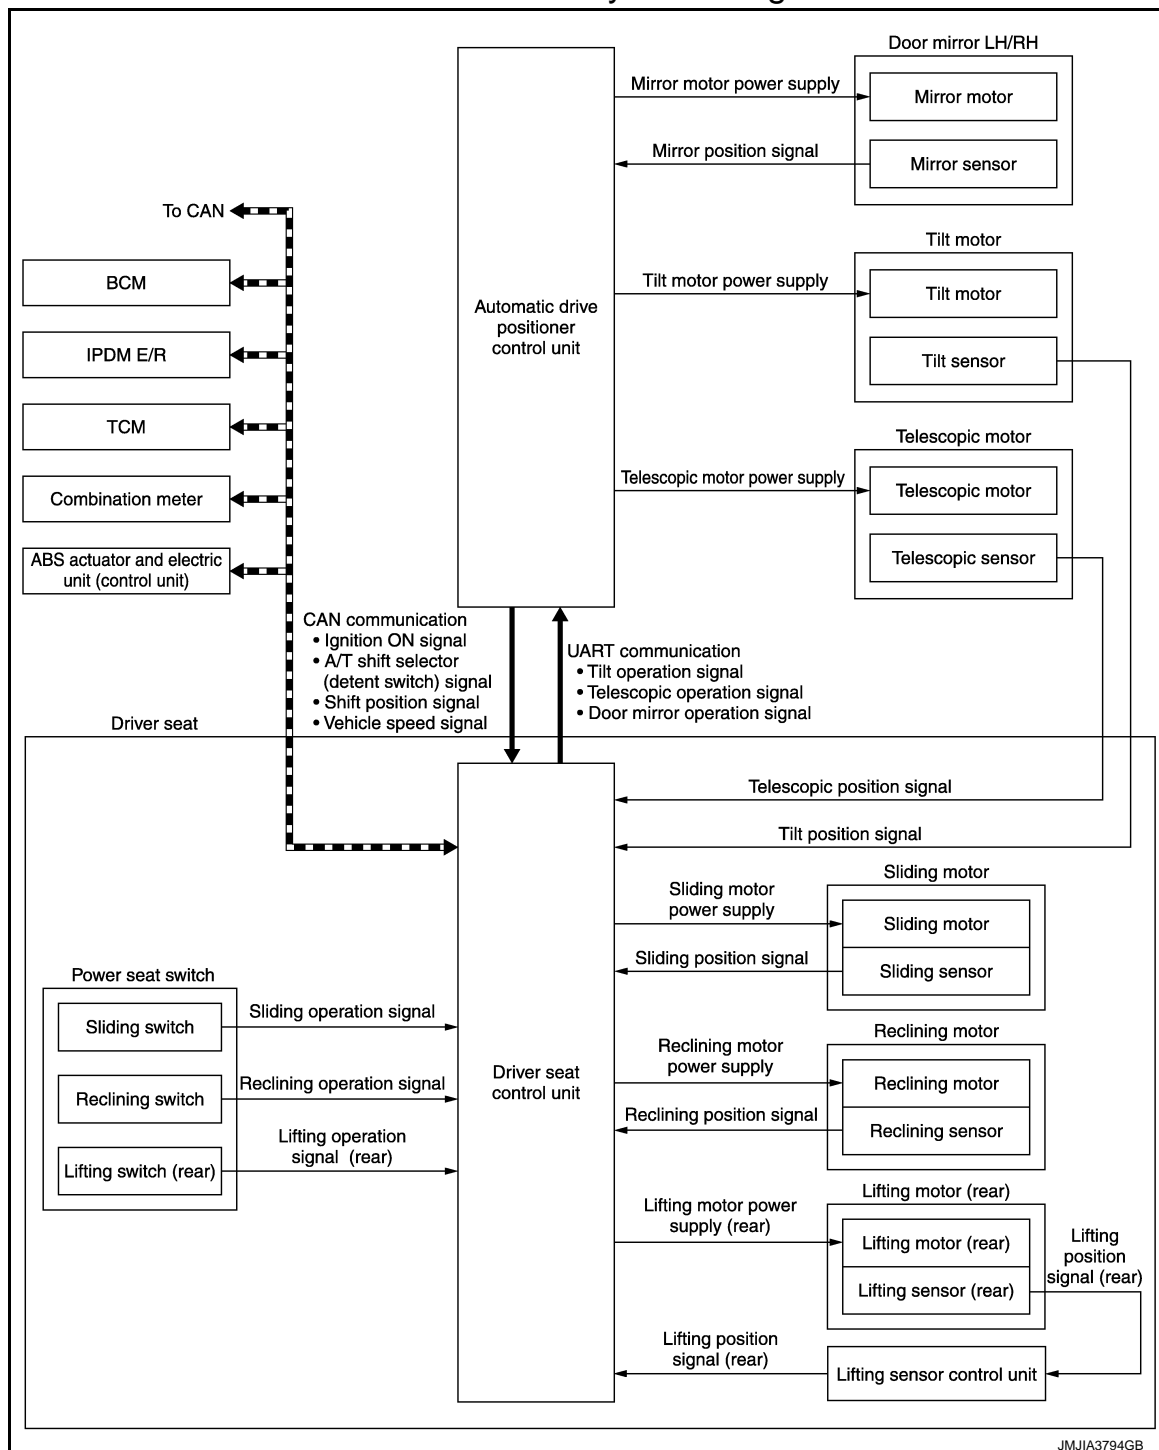 Door mirror LH/RH
Mirror motor power supply
Mirror motor
Mirror position signal
Mirror sensor
To CAN
BCM
IPDM E/R
TCM
Combination meter
ABS actuator and electric
unit (control unit)
Automatic drive
positioner
control unit
Tilt motor
Tilt motor power supply
Tilt motor
Tilt sensor
Telescopic motor
Telescopic motor power supply
Telescopic motor
Telescopic sensor
CAN communication
• Ignition ON signal
• A/T shift selector
(detent switch) signal
• Shift position signal
• Vehicle speed signal
UART communication
• Tilt operation signal
• Telescopic operation signal
• Door mirror operation signal
Driver seat
Telescopic position signal
Tilt position signal
Sliding motor
Sliding motor
power supply
Sliding motor
Sliding position signal
Sliding sensor
Power seat switch
Sliding switch
Sliding operation signal
Reclining switch
Reclining operation signal
Lifting switch (rear)
Lifting operation
signal (rear)
Driver seat
control unit
Reclining motor
Reclining motor
power supply
Reclining motor
Reclining position signal
Reclining sensor
Lifting motor (rear)
Lifting motor power
supply (rear)
Lifting motor (rear)
Lifting sensor (rear)
Lifting
position
signal (rear)
Lifting position
signal (rear)
Lifting sensor control unit
JMJIA3794GB